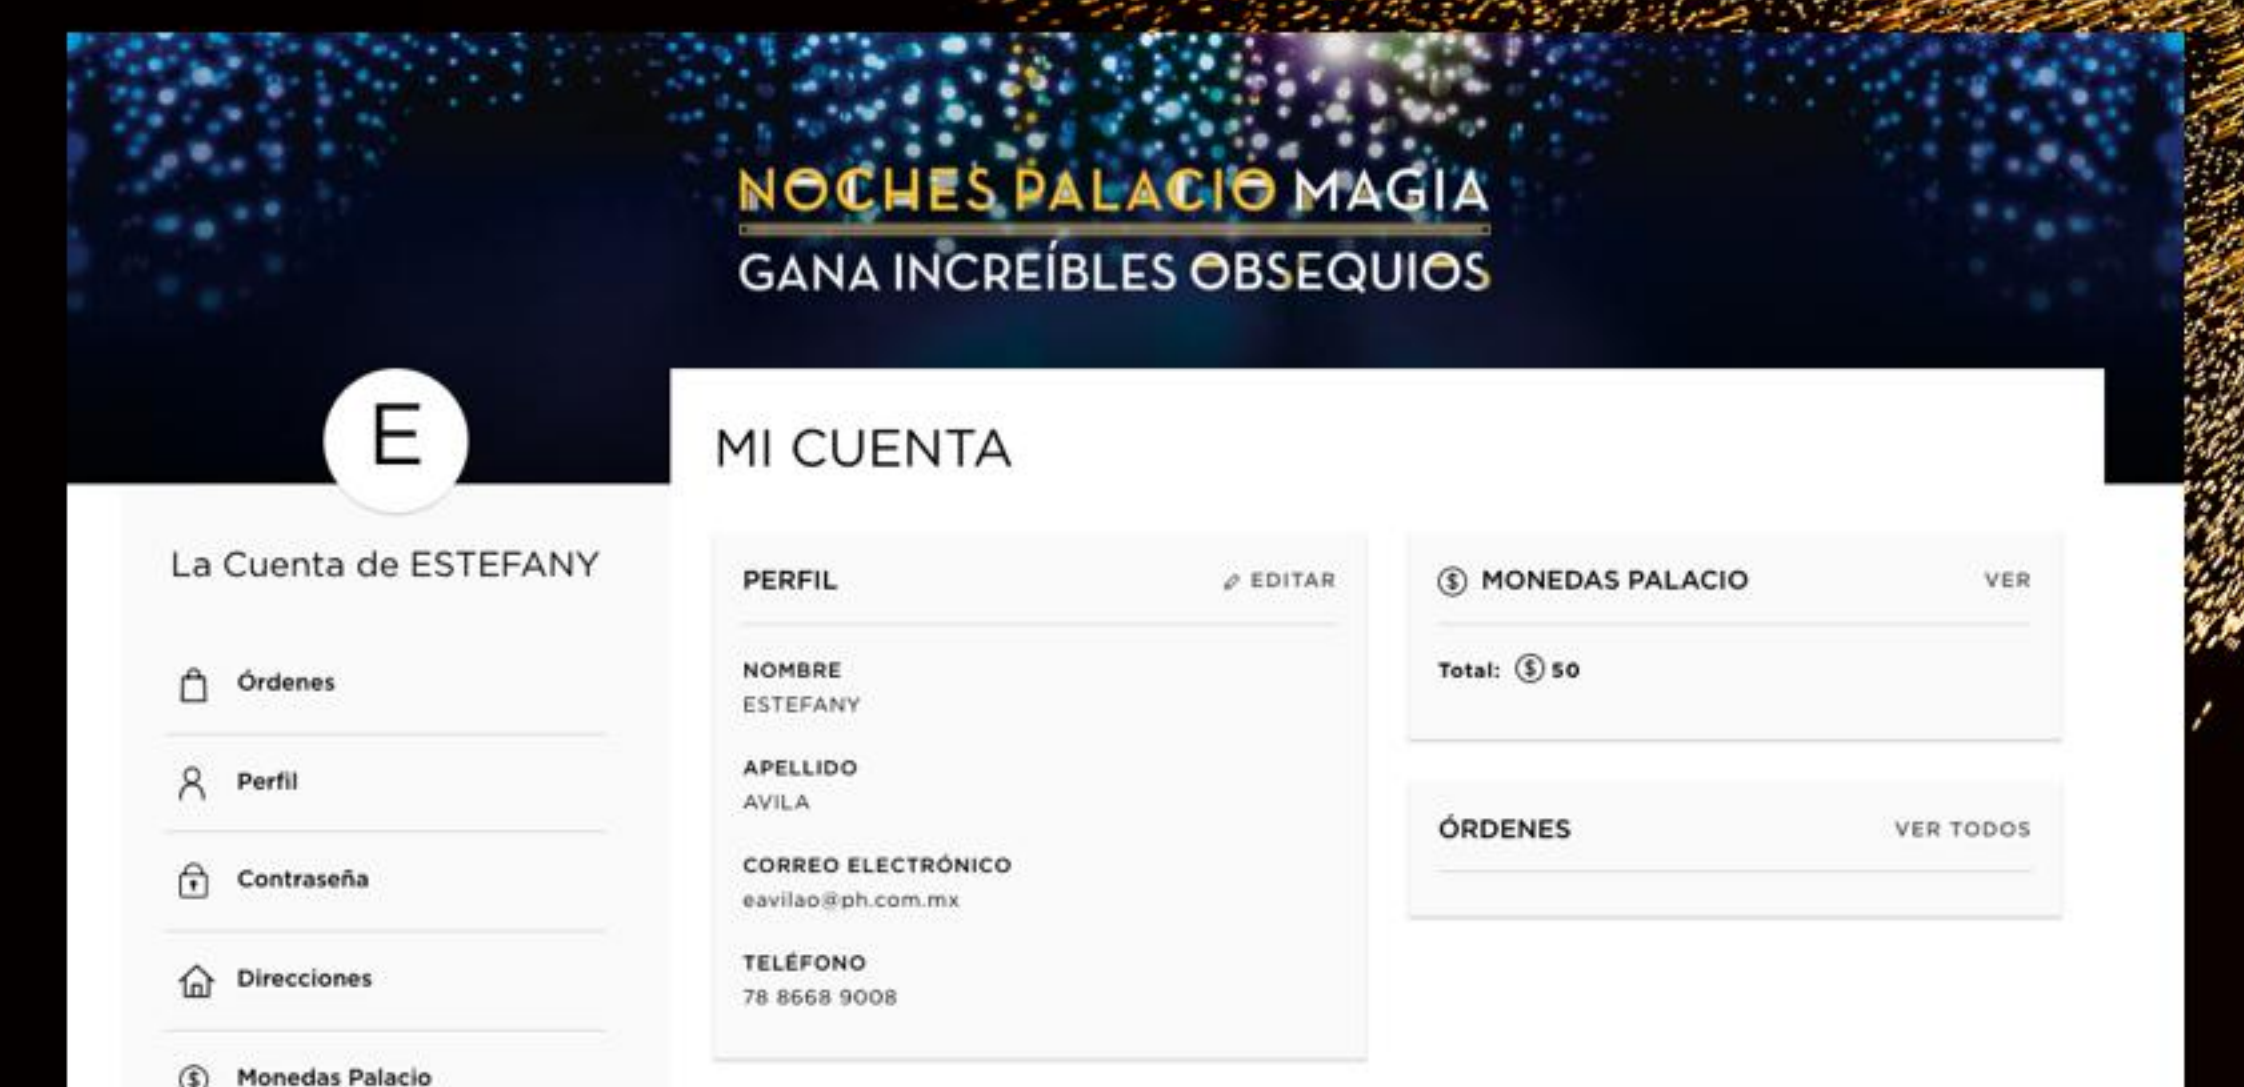 NOCHES PALACIO MAGIA
GANA INCREÍBLES OBSEQUIOS
E
La Cuenta de ESTEFANY
Órdenes
Perfil
Contraseña
Direcciones
Monedas Palacio
MI CUENTA
PERFIL
EDITAR
NOMBRE
ESTEFANY
APELLIDO
AVILA
CORREO ELECTRÓNICO
eavilao@ph.com.mx
TELÉFONO
78 8668 9008
MONEDAS PALACIO
VER
Total: $ 50
ÓRDENES
VER TODOS